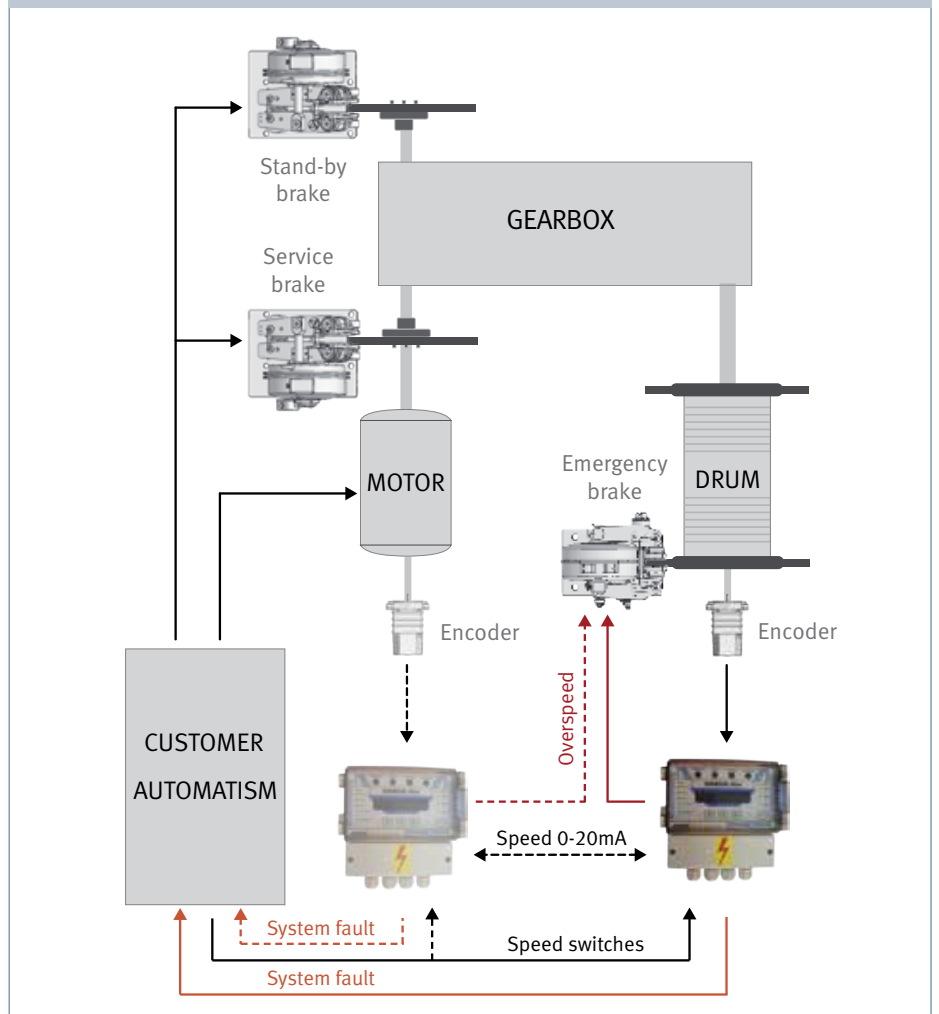 Stand-by
brake
GEARBOX
Service
brake
MOTOR
Emergency
brake
DRUM
Encoder
Encoder
Overspeed
CUSTOMER
AUTOMATISM
Speed 0-20mA
System fault
Speed switches
System fault